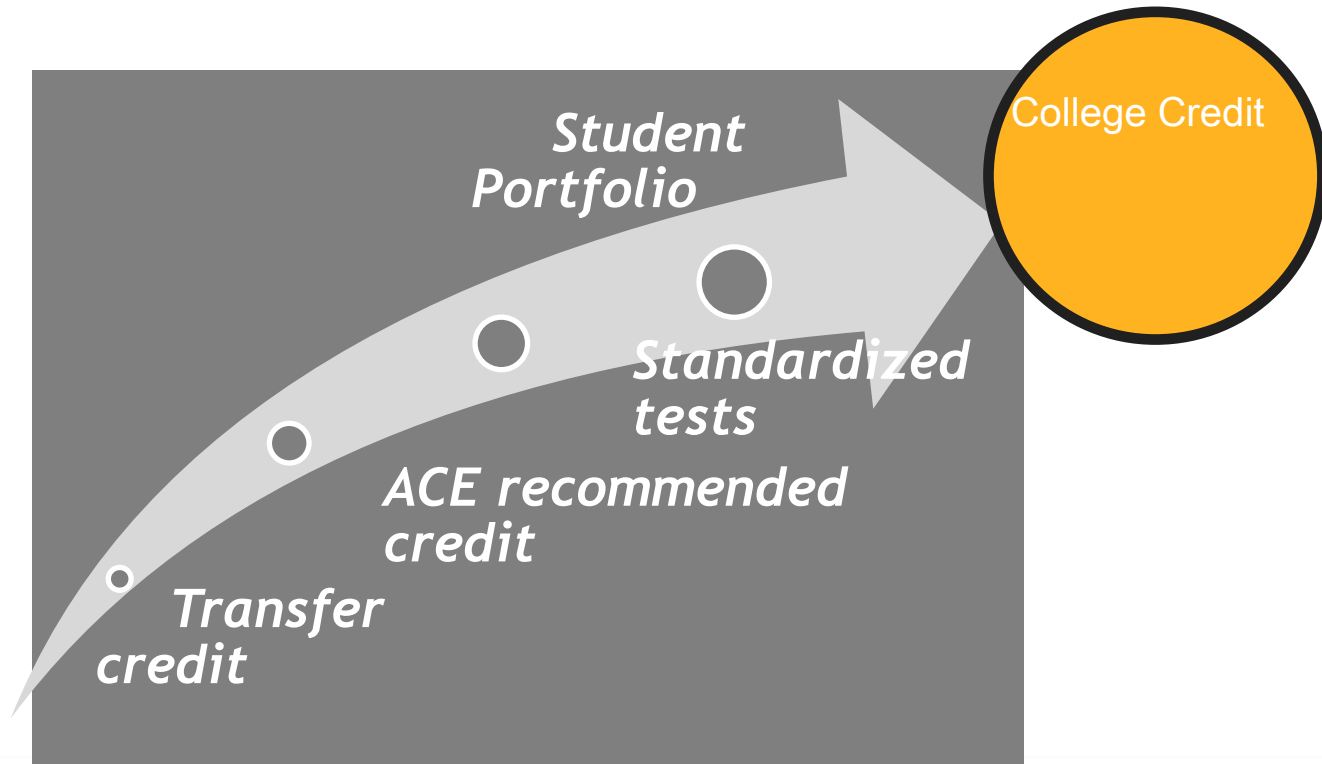 College Credit
Student
Portfolio
Standardized
tests
ACE recommended
credit
Transfer
credit